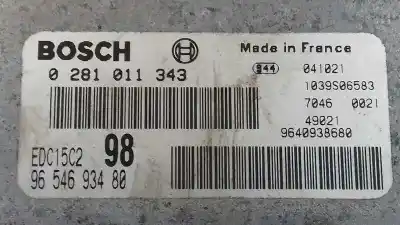 BOSCH
Made in France
0 281 011 343
944 041021
1039S06583
7046 0021
49021
9640938680
EDC15C2 98
96 546 934 80